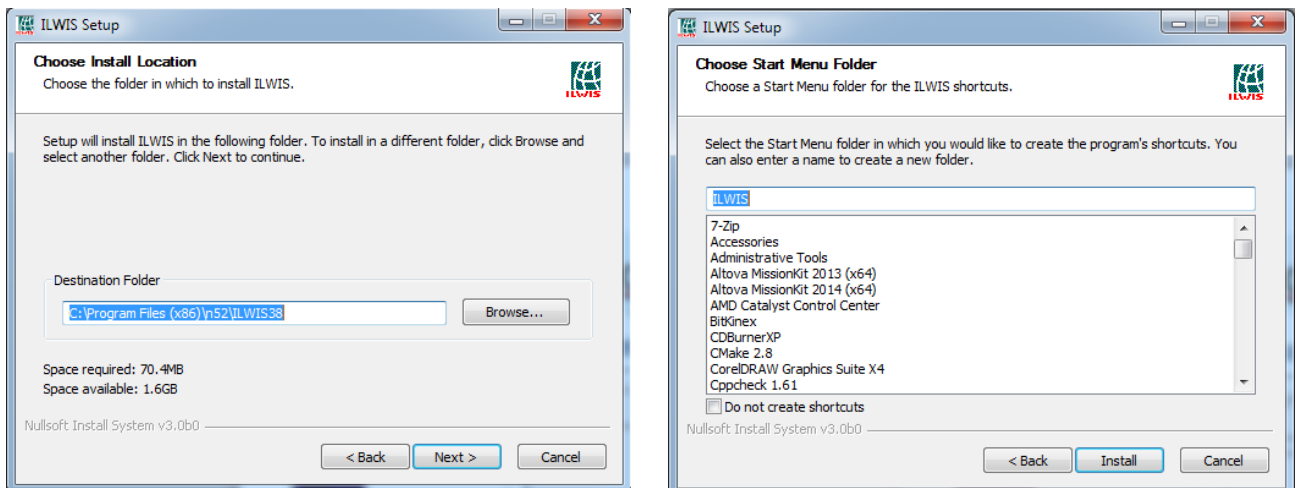 ILWIS Setup
Choose Install Location
Choose the folder in which to install ILWIS.
ILWIS
Setup will install ILWIS in the following folder. To install in a different folder, click Browse and
select another folder. Click Next to continue.
Destination Folder
C:\Program Files (x86)\n52\ILWIS38
Browse...
Space required: 70.4MB
Space available: 1.6GB
Nullsoft Install System v3.0b0
< Back
Next >
Cancel
ILWIS Setup
Choose Start Menu Folder
Choose a Start Menu folder for the ILWIS shortcuts.
ILWIS
Select the Start Menu folder in which you would like to create the program's shortcuts. You
can also enter a name to create a new folder.
ILWIS
7-Zip
Accessories
Administrative Tools
Altova MissionKit 2013 (x64)
Altova MissionKit 2014 (x64)
AMD Catalyst Control Center
BitKinex
CDBurnerXP
CMake 2.8
CorelDRAW Graphics Suite X4
Cppcheck 1.61
Do not create shortcuts
Nullsoft Install System v3.0b0
< Back
Install
Cancel